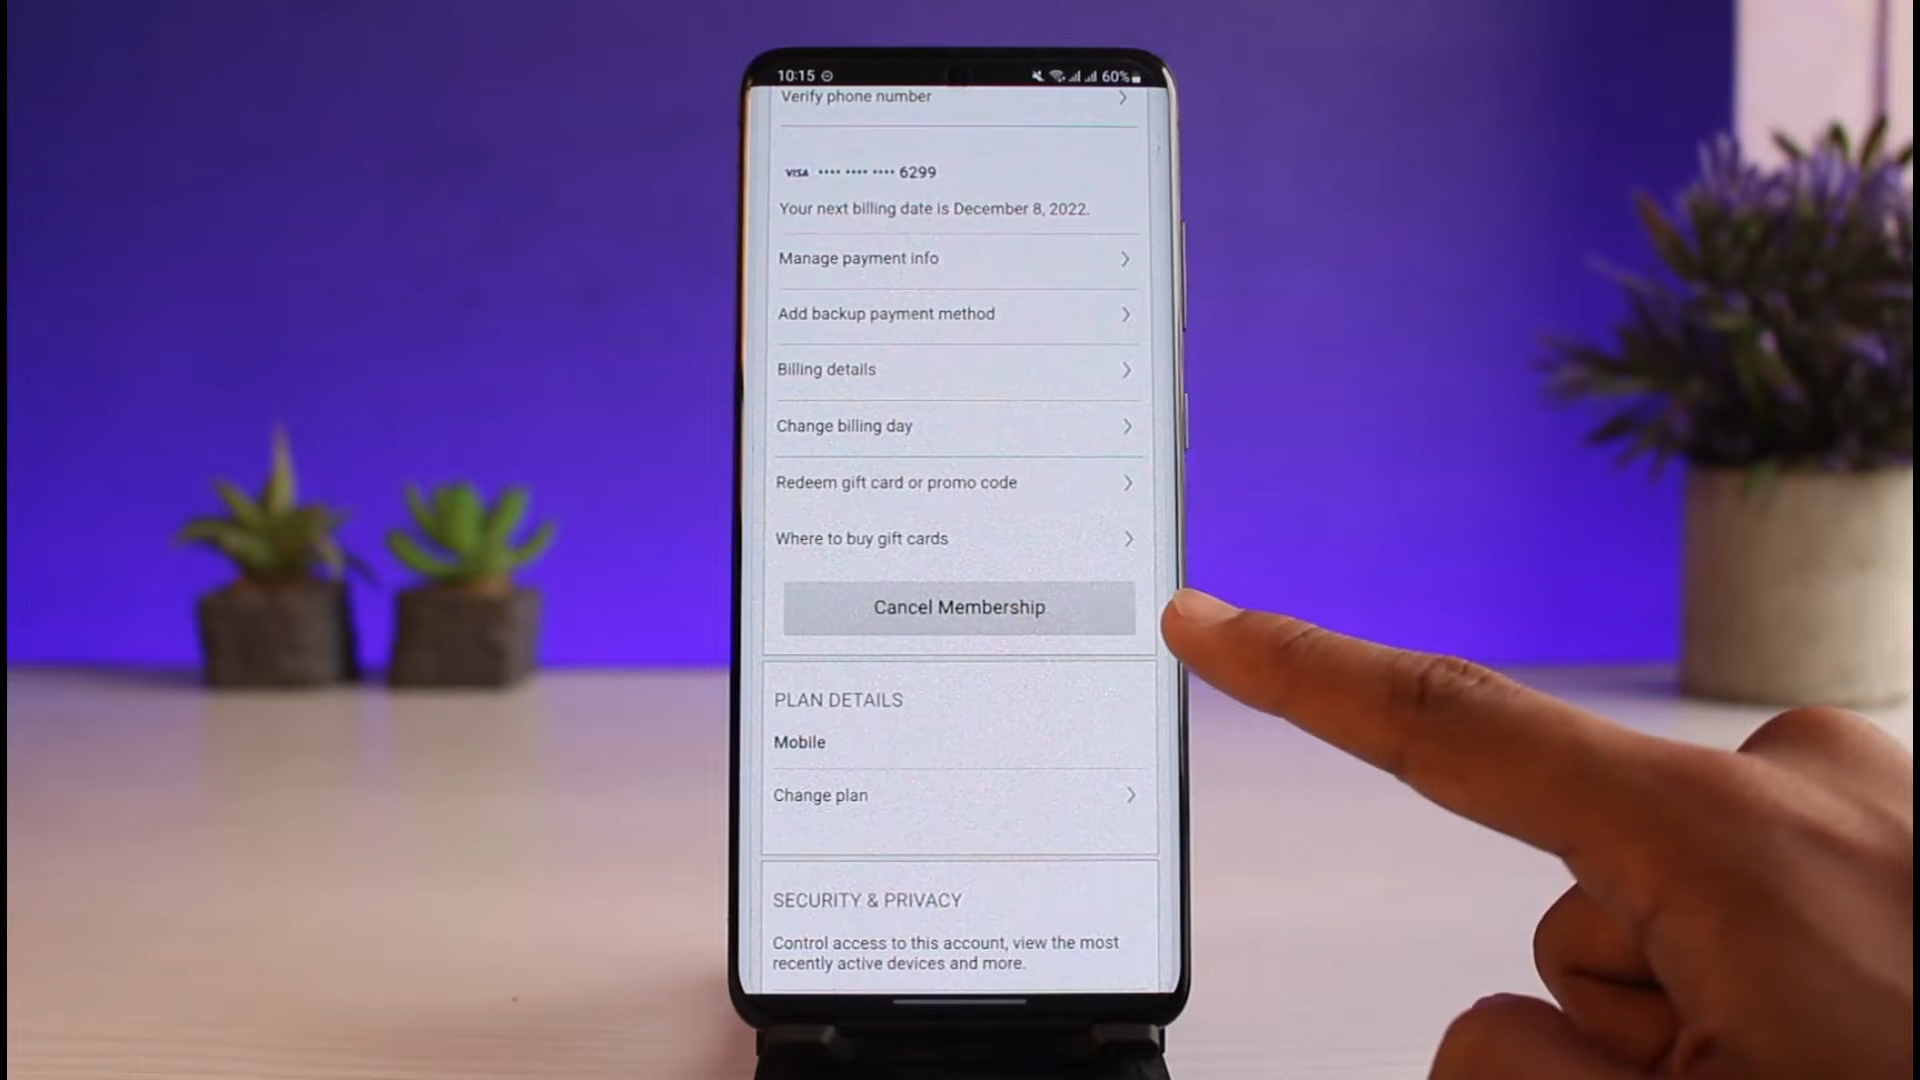 10:15 60%
Verify phone number
VISA •••• •••• •••• 6299
Your next billing date is December 8, 2022.
Manage payment info
Add backup payment method
Billing details
Change billing day
Redeem gift card or promo code
Where to buy gift cards
Cancel Membership
PLAN DETAILS
Mobile
Change plan
SECURITY & PRIVACY
Control access to this account, view the most
recently active devices and more.